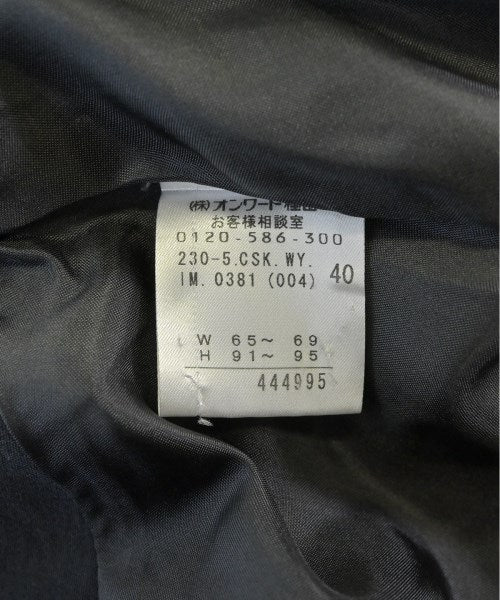 (株)オンワード樫山
お客様相談室
0120-586-300
230-5.CSK.WY.
IM.0381 (004) 40
W 65~ 69
H 91~ 95
444995